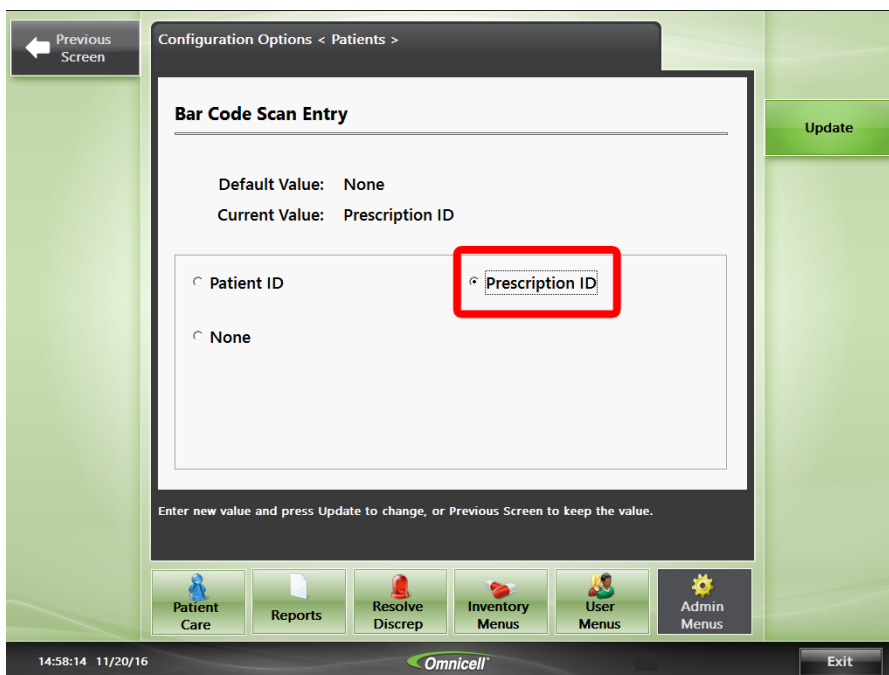 Previous
Screen
Configuration Options < Patients >
Bar Code Scan Entry
Update
Default Value: None
Current Value: Prescription ID
Patient ID
Prescription ID
None
Enter new value and press Update to change, or Previous Screen to keep the value.
Patient
Care
Reports
Resolve
Discrep
Inventory
Menus
User
Menus
Admin
Menus
14:58:14 11/20/16
Omnicell
Exit